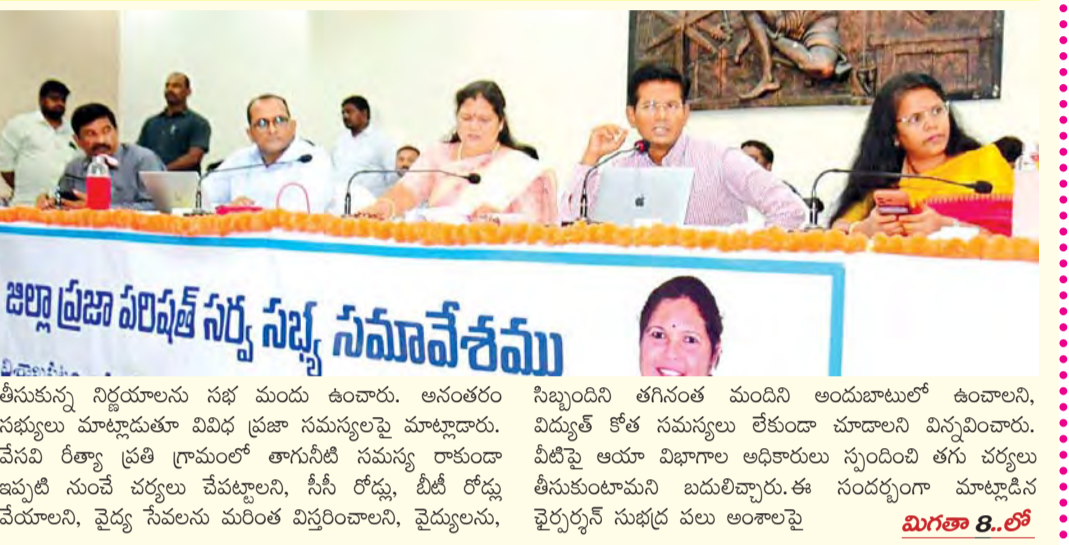 జిల్లా ప్రజా పరిషత్ సర్వ సభ్య సమావేశము
తీసుకున్న నిర్ణయాలను సభ మందు ఉంచారు. అనంతరం
సభ్యులు మాట్లాడుతూ వివిధ ప్రజా సమస్యలపై మాట్లాడారు.
వేసవి రీత్యా ప్రతి గ్రామంలో తాగునీటి సమస్య రాకుండా
ఇప్పటి నుంచే చర్యలు చేపట్టాలని, సీసీ రోడ్లు, బీటీ రోడ్లు
వేయాలని, వైద్య సేవలను మరింత విస్తరించాలని, వైద్యులను,
సిబ్బందిని తగినంత మందిని అందుబాటులో ఉంచాలని,
విద్యుత్ కోత సమస్యలు లేకుండా చూడాలని విన్నవించారు.
వీటిపై ఆయా విభాగాల అధికారులు స్పందించి తగు చర్యలు
తీసుకుంటామని బదులిచ్చారు. ఈ సందర్భంగా మాట్లాడిన
ఛైర్పర్శన్ సుభద్ర పలు అంశాలపై
మిగతా 8..లో